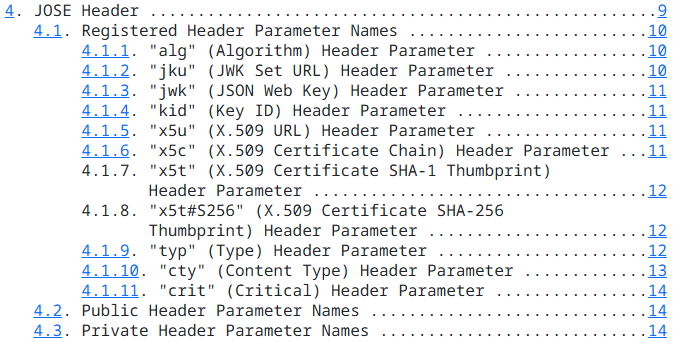 4. JOSE Header .....................................................9
   4.1. Registered Header Parameter Names ..........................10
        4.1.1. "alg" (Algorithm) Header Parameter ..................10
        4.1.2. "jku" (JWK Set URL) Header Parameter ................10
        4.1.3. "jwk" (JSON Web Key) Header Parameter ...............11
        4.1.4. "kid" (Key ID) Header Parameter .....................11
        4.1.5. "x5u" (X.509 URL) Header Parameter ..................11
        4.1.6. "x5c" (X.509 Certificate Chain) Header Parameter ...11
        4.1.7. "x5t" (X.509 Certificate SHA-1 Thumbprint)
               Header Parameter ...................................12
        4.1.8. "x5t#S256" (X.509 Certificate SHA-256
               Thumbprint) Header Parameter .......................12
        4.1.9. "typ" (Type) Header Parameter .......................12
        4.1.10. "cty" (Content Type) Header Parameter ..............13
        4.1.11. "crit" (Critical) Header Parameter .................14
   4.2. Public Header Parameter Names ..............................14
   4.3. Private Header Parameter Names .............................14